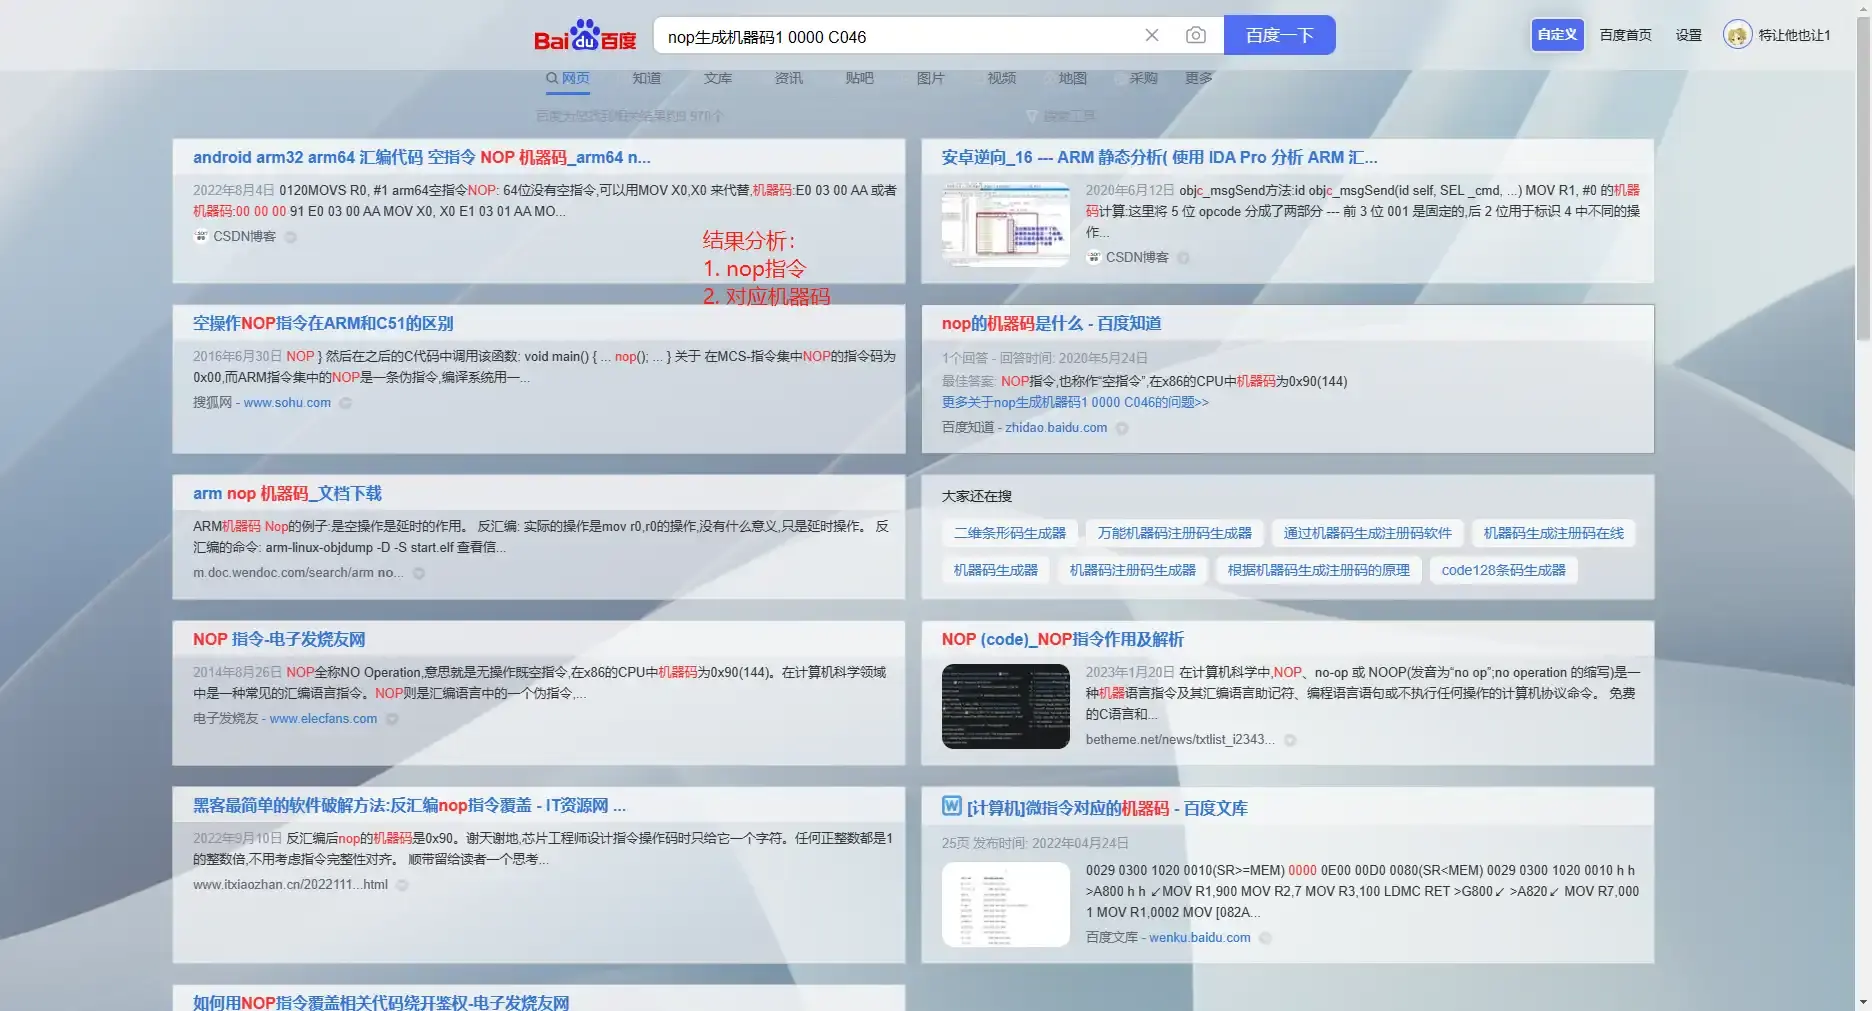 Bai du 百度
nop生成机器码1 0000 C046
百度一下
自定义
百度首页
设置
特让他也让1
网页
知道
文库
资讯
贴吧
图片
视频
地图
采购
更多
百度为您找到相关结果约8,970个
搜索工具
android arm32 arm64 汇编代码 空指令 NOP 机器码_arm64 n...
2022年8月4日 0120MOVS R0, #1 arm64空指令NOP: 64位没有空指令,可以用MOV X0,X0 来代替,机器码:E0 03 00 AA 或者
机器码:00 00 00 91 E0 03 00 AA MOV X0, X0 E1 03 01 AA MO...
CSDN博客
结果分析：
1. nop指令
2. 对应机器码
安卓逆向_16 --- ARM 静态分析( 使用 IDA Pro 分析 ARM 汇...
2020年6月12日 objc_msgSend方法:id objc_msgSend(id self, SEL _cmd, ...) MOV R1, #0 的机器
码计算:这里将 5 位 opcode 分成了两部分 --- 前 3 位 001 是固定的,后 2 位用于标识 4 中不同的操
作...
CSDN博客
空操作NOP指令在ARM和C51的区别
2016年6月30日 NOP } 然后在之后的C代码中调用该函数: void main() { ... nop(); ... } 关于 在MCS-指令集中NOP的指令码为
0x00,而ARM指令集中的NOP是一条伪指令,编译系统用一...
搜狐网 - www.sohu.com
nop的机器码是什么 - 百度知道
1个回答 - 回答时间: 2020年5月24日
最佳答案: NOP指令,也称作“空指令”,在x86的CPU中机器码为0x90(144)
更多关于nop生成机器码1 0000 C046的问题>>
百度知道 - zhidao.baidu.com
arm nop 机器码_文档下载
ARM机器码 Nop的例子:是空操作是延时的作用。 反汇编: 实际的操作是mov r0,r0的操作,没有什么意义,只是延时操作。 反
汇编的命令: arm-linux-objdump -D -S start.elf 查看信...
m.doc.wendoc.com/search/arm no...
大家还在搜
二维条形码生成器
万能机器码注册码生成器
通过机器码生成注册码软件
机器码生成注册码在线
机器码生成器
机器码注册码生成器
根据机器码生成注册码的原理
code128条码生成器
NOP 指令-电子发烧友网
2014年8月26日 NOP全称NO Operation,意思就是无操作既空指令,在x86的CPU中机器码为0x90(144)。在计算机科学领域
中是一种常见的汇编语言指令。NOP则是汇编语言中的一个伪指令,...
电子发烧友 - www.elecfans.com
NOP (code)_NOP指令作用及解析
2023年1月20日 在计算机科学中,NOP、no-op 或 NOOP(发音为“no op”;no operation 的缩写)是一
种机器语言指令及其汇编语言助记符、编程语言语句或不执行任何操作的计算机协议命令。 免费
的C语言和...
betheme.net/news/txtlist_i2343...
黑客最简单的软件破解方法:反汇编nop指令覆盖 - IT资源网 ...
2022年9月10日 反汇编后nop的机器码是0x90。谢天谢地,芯片工程师设计指令操作码时只给它一个字符。任何正整数都是1
的整数倍,不用考虑指令完整性对齐。 顺带留给读者一个思考...
www.itxiaozhan.cn/2022111...html
[计算机]微指令对应的机器码 - 百度文库
25页 发布时间: 2022年04月24日
0029 0300 1020 0010(SR>=MEM) 0000 0E00 00D0 0080(SR<MEM) 0029 0300 1020 0010 h h
>A800 h h ↙MOV R1,900 MOV R2,7 MOV R3,100 LDMC RET >G800↙ >A820↙ MOV R7,000
1 MOV R1,0002 MOV [082A...
百度文库 - wenku.baidu.com
如何用NOP指令覆盖相关代码绕开鉴权-电子发烧友网